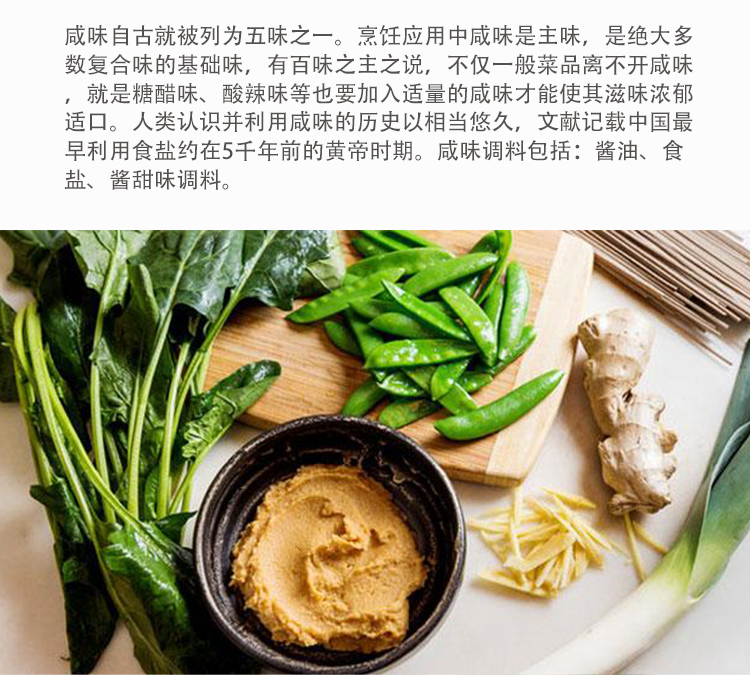 咸味自古就被列为五味之一。烹饪应用中咸味是主味，是绝大多
数复合味的基础味，有百味之主之说，不仅一般菜品离不开咸味
，就是糖醋味、酸辣味等也要加入适量的咸味才能使其滋味浓郁
适口。人类认识并利用咸味的历史以相当悠久，文献记载中国最
早利用食盐约在5千年前的黄帝时期。咸味调料包括：酱油、食
盐、酱甜味调料。